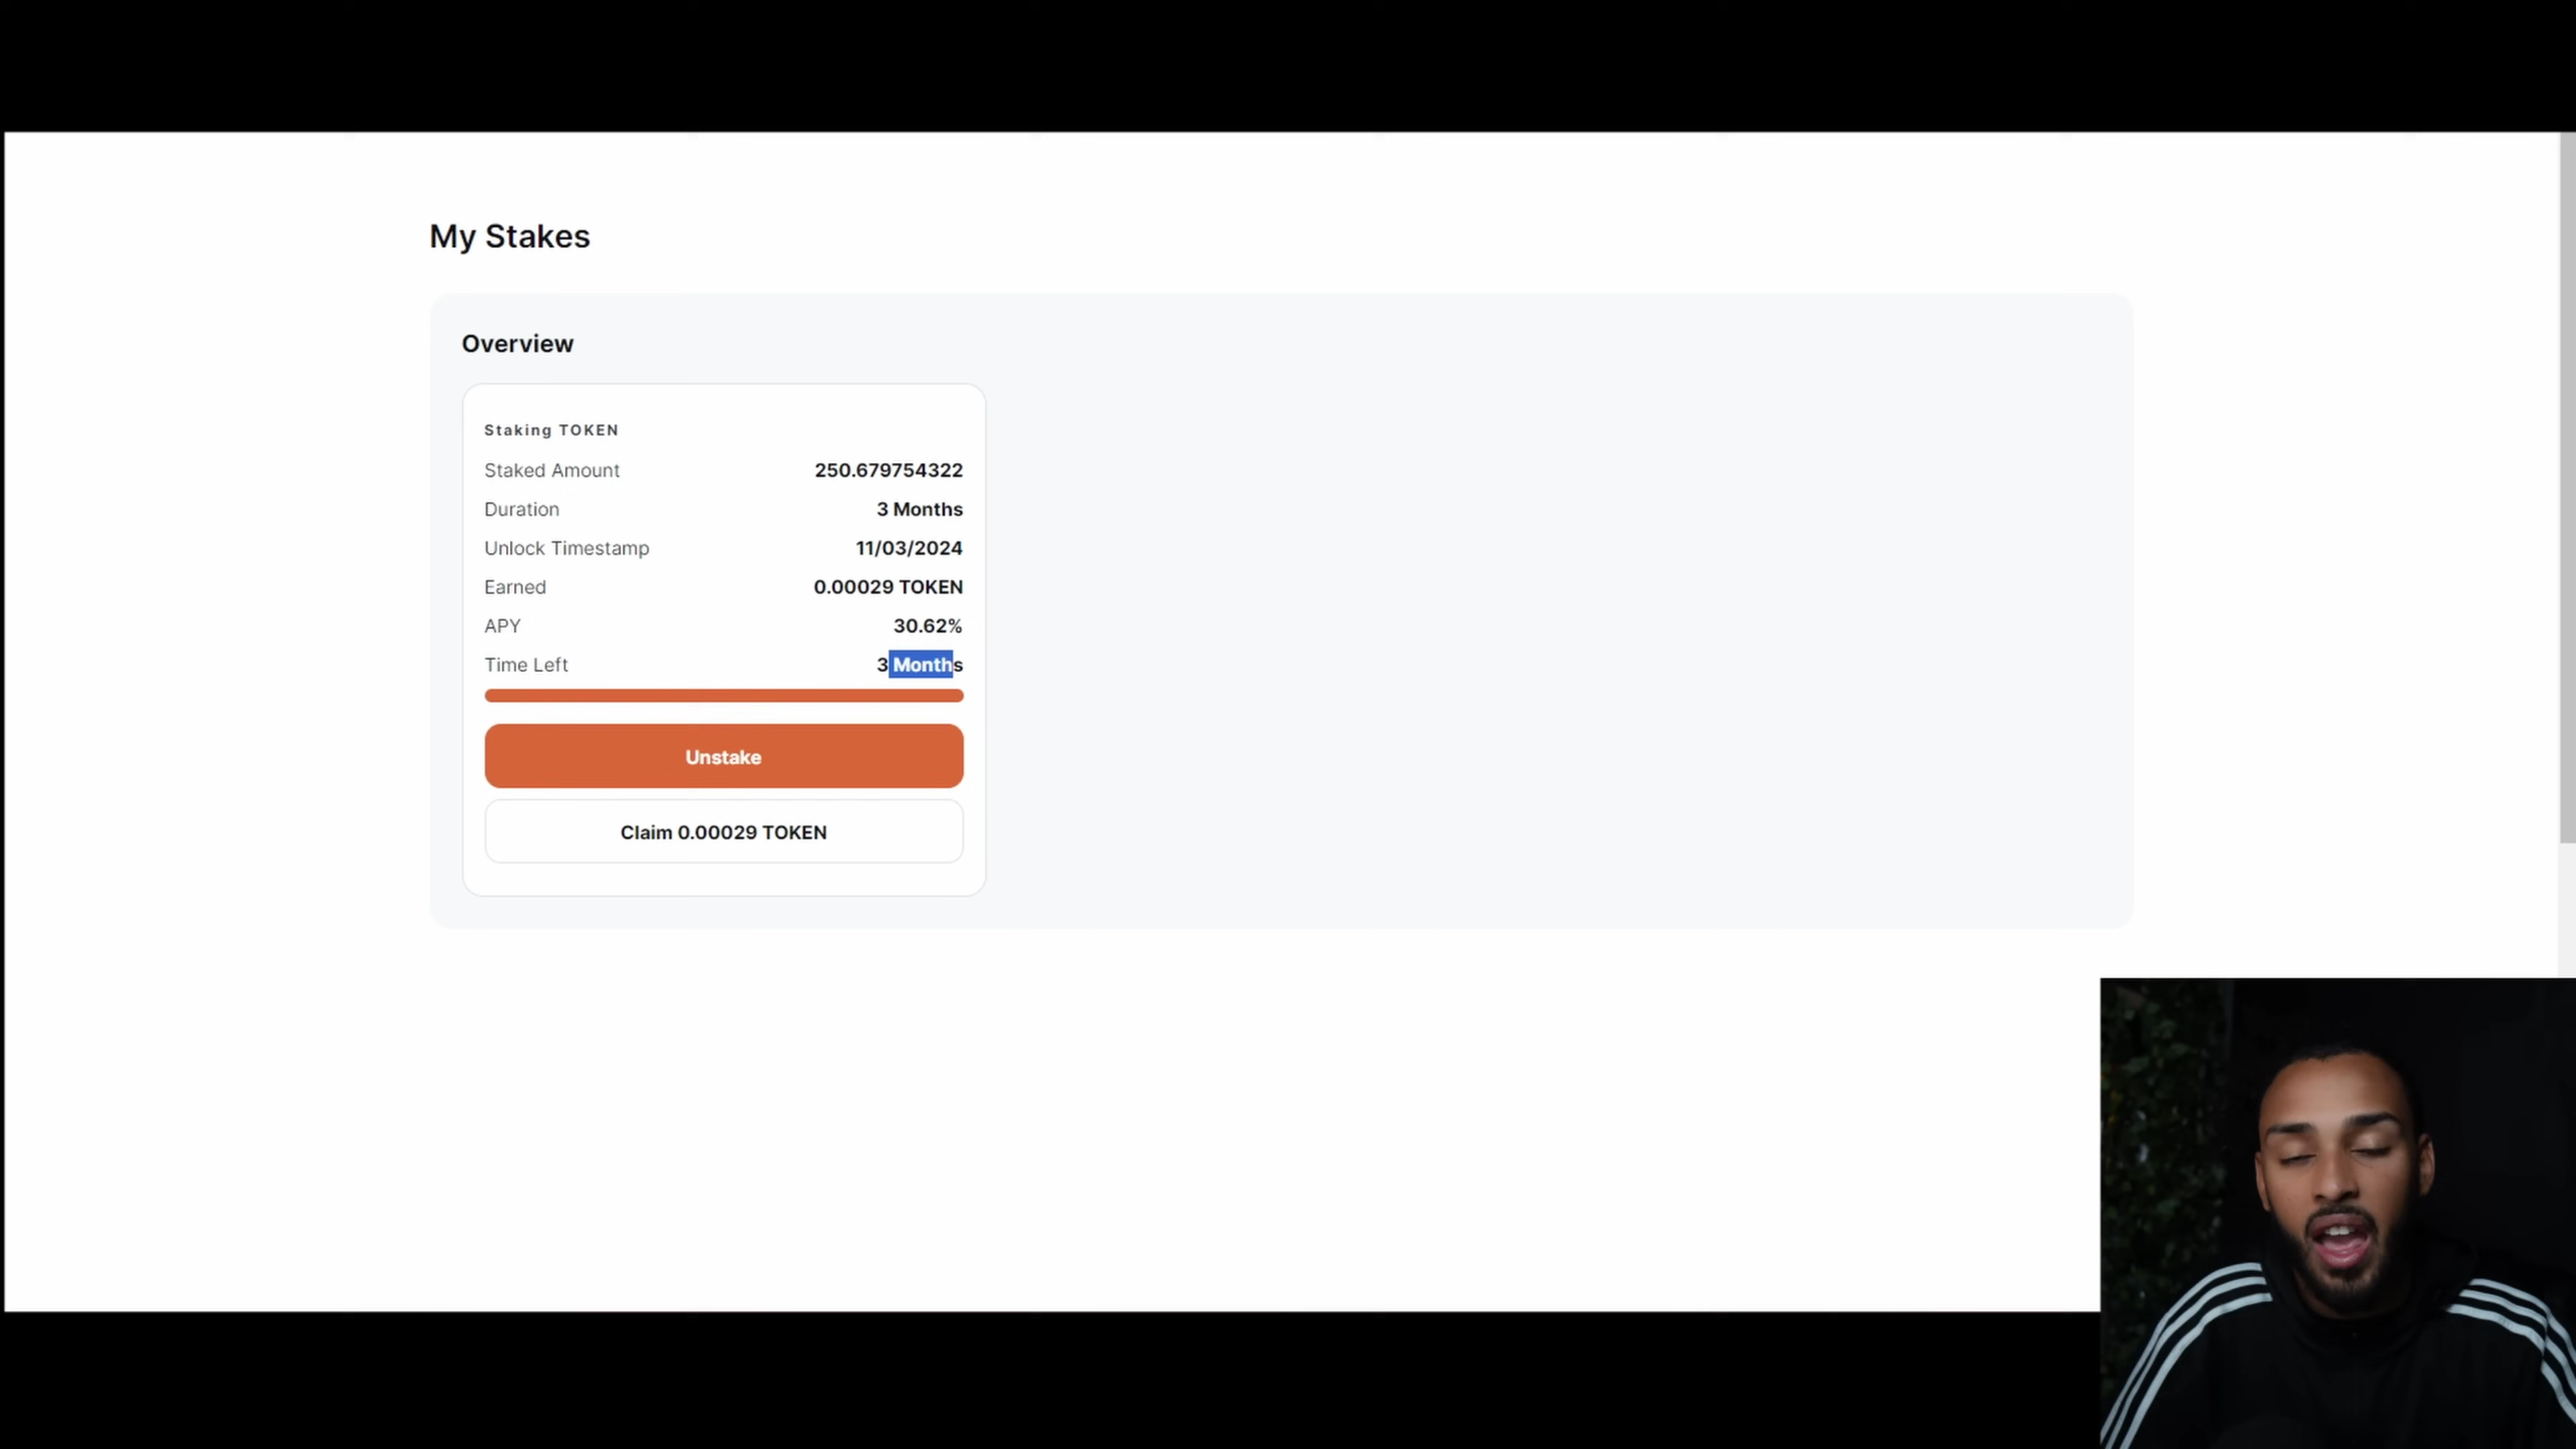 My Stakes
Overview
Staking TOKEN
Staked Amount 250.679754322
Duration 3 Months
Unlock Timestamp 11/03/2024
Earned 0.00029 TOKEN
APY 30.62%
Time Left 3 Months
Unstake
Claim 0.00029 TOKEN